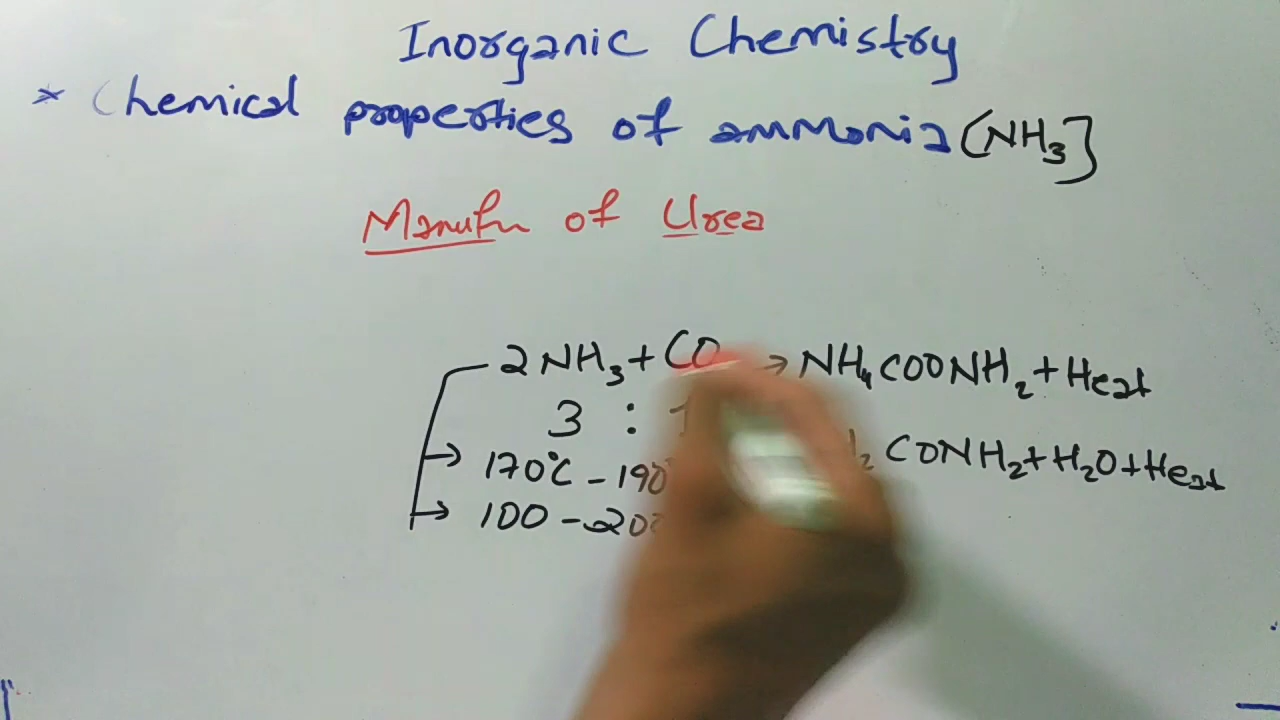 Inorganic Chemistry
* Chemical properties of ammonia (NH3]
Manufn of Urea
2NH3 + CO → NH4COONH2 + Heat
3 :
170°C - 190
CONH2 + H2O + Heat
100 - 200